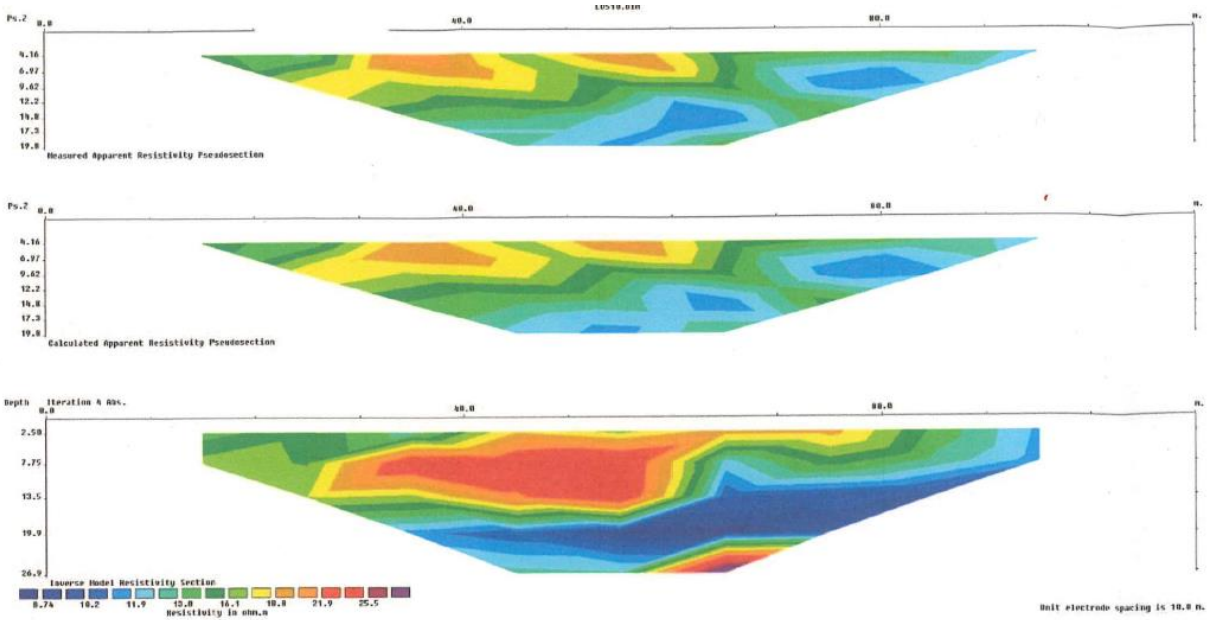 Ps.Z 0.0 40.0 80.0 m.
4.16
6.97
9.62
12.2
14.8
17.3
19.8
Measured Apparent Resistivity Pseudosection
Ps.Z 0.0 40.0 80.0 m.
4.16
6.97
9.62
12.2
14.8
17.3
19.8
Calculated Apparent Resistivity Pseudosection
Depth Iteration 4 Abs.
0.0 40.0 80.0 m.
2.50
7.75
13.5
19.9
26.9
Inverse Model Resistivity Section
8.74 10.2 11.9 13.8 16.1 18.8 21.9 25.5
Resistivity in ohm.m
Unit electrode spacing is 10.0 m.